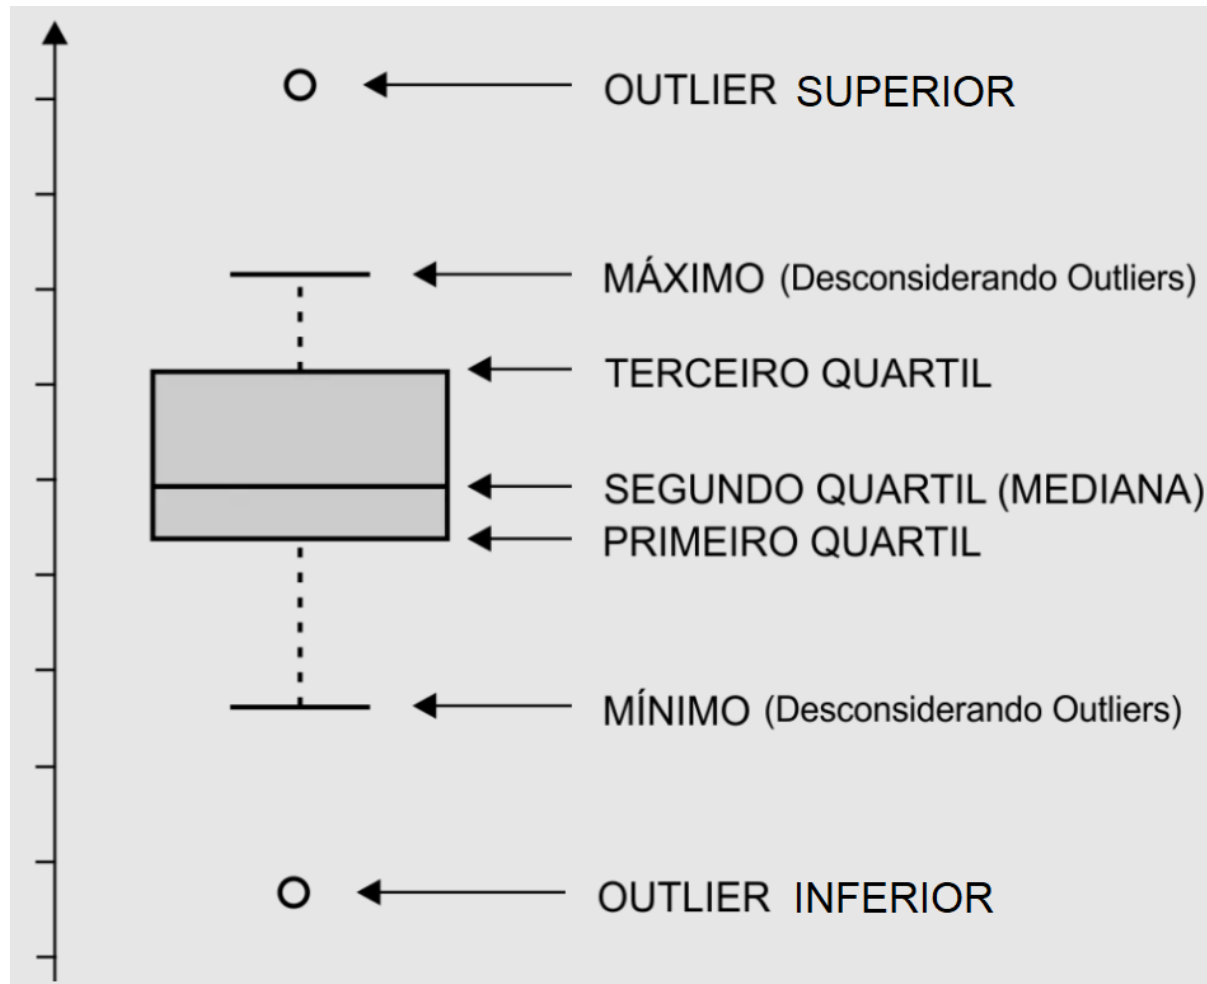 OUTLIER SUPERIOR
MÁXIMO (Desconsiderando Outliers)
TERCEIRO QUARTIL
SEGUNDO QUARTIL (MEDIANA)
PRIMEIRO QUARTIL
MÍNIMO (Desconsiderando Outliers)
OUTLIER INFERIOR